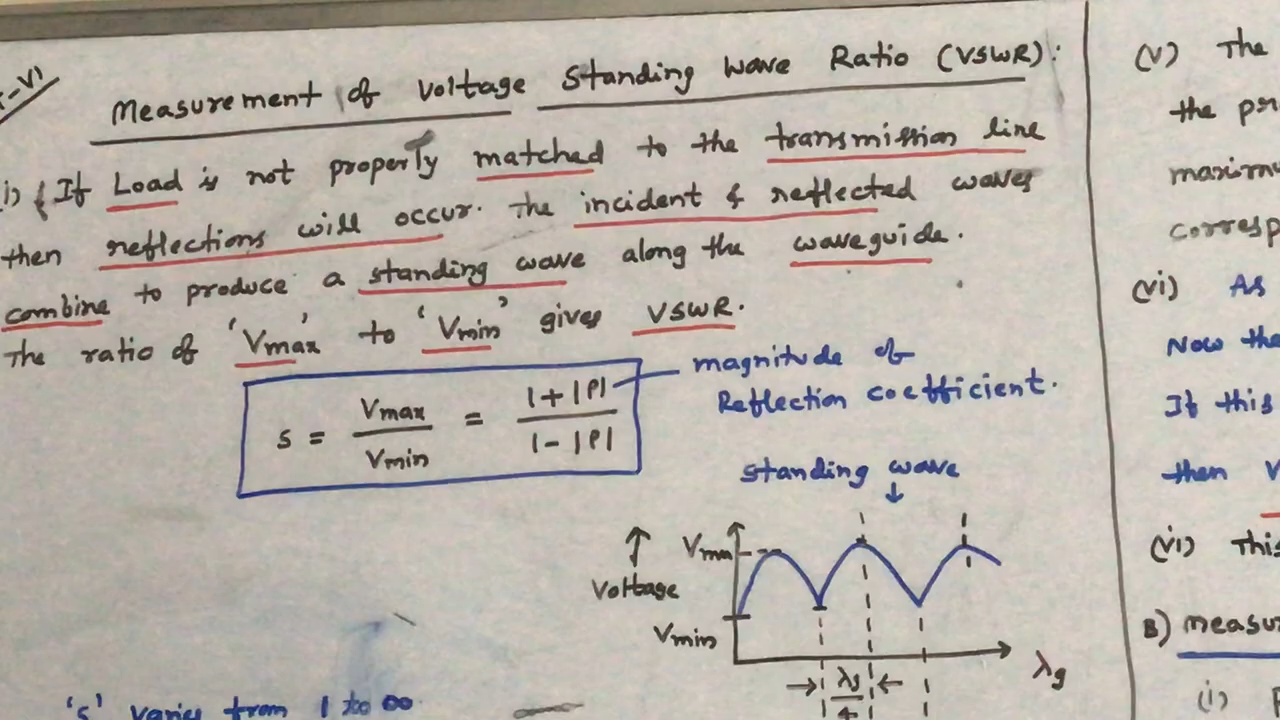 -VI
Measurement of Voltage Standing Wave Ratio (VSWR):
i) { If Load is not properly matched to the transmission line
then reflections will occur. The incident & reflected waves
combine to produce a standing wave along the waveguide.
The ratio of 'Vmax' to 'Vmin' gives VSWR.
S = Vmax / Vmin = 1+|ρ| / 1-|ρ|
magnitude of
Reflection coefficient.
standing wave
↓
↑
Voltage
Vmax
Vmin
λg
→ λg/4 ←
's' varies from 1 to ∞
(v) The
the pr
maximu
corresp
(vi) As
Now the
If this
then V
(vi) This
B) measur
(i)